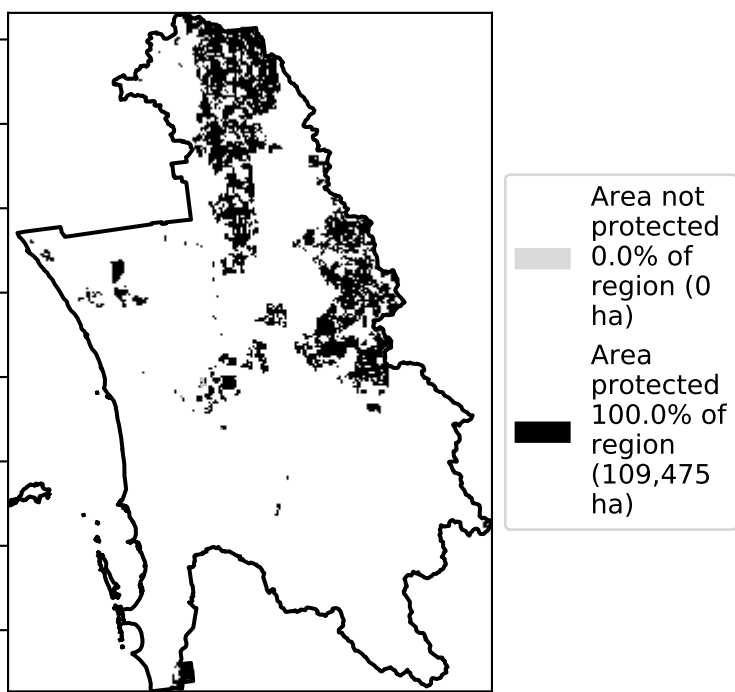 Area not
protected
0.0% of
region (0
ha)
Area
protected
100.0% of
region
(109,475
ha)